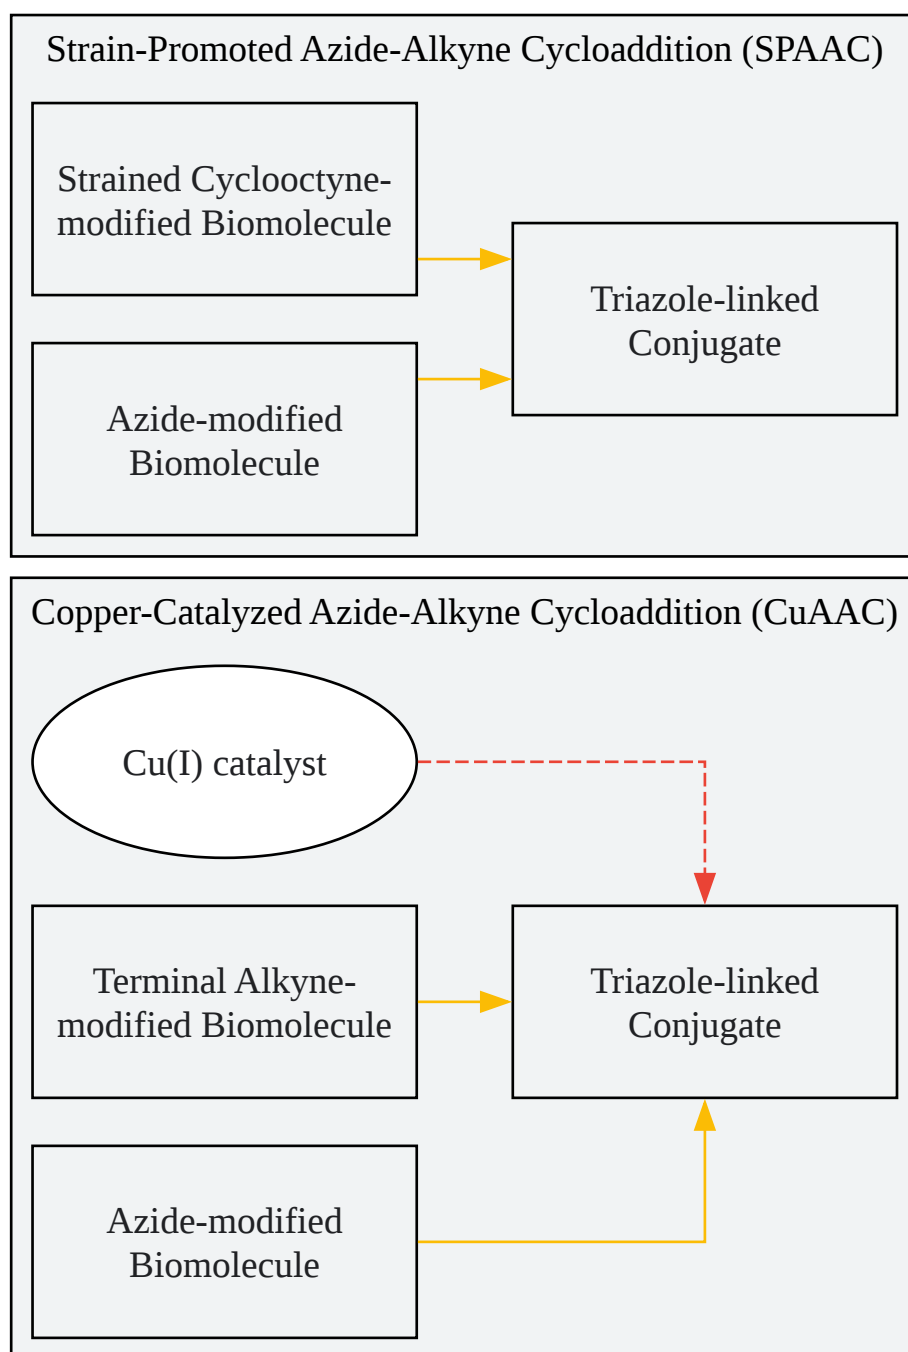 Strain-Promoted Azide-Alkyne Cycloaddition (SPAAC)
Strained Cyclooctyne-
modified Biomolecule
Triazole-linked
Conjugate
Azide-modified
Biomolecule
Copper-Catalyzed Azide-Alkyne Cycloaddition (CuAAC)
Cu(I) catalyst
Terminal Alkyne-
modified Biomolecule
Triazole-linked
Conjugate
Azide-modified
Biomolecule